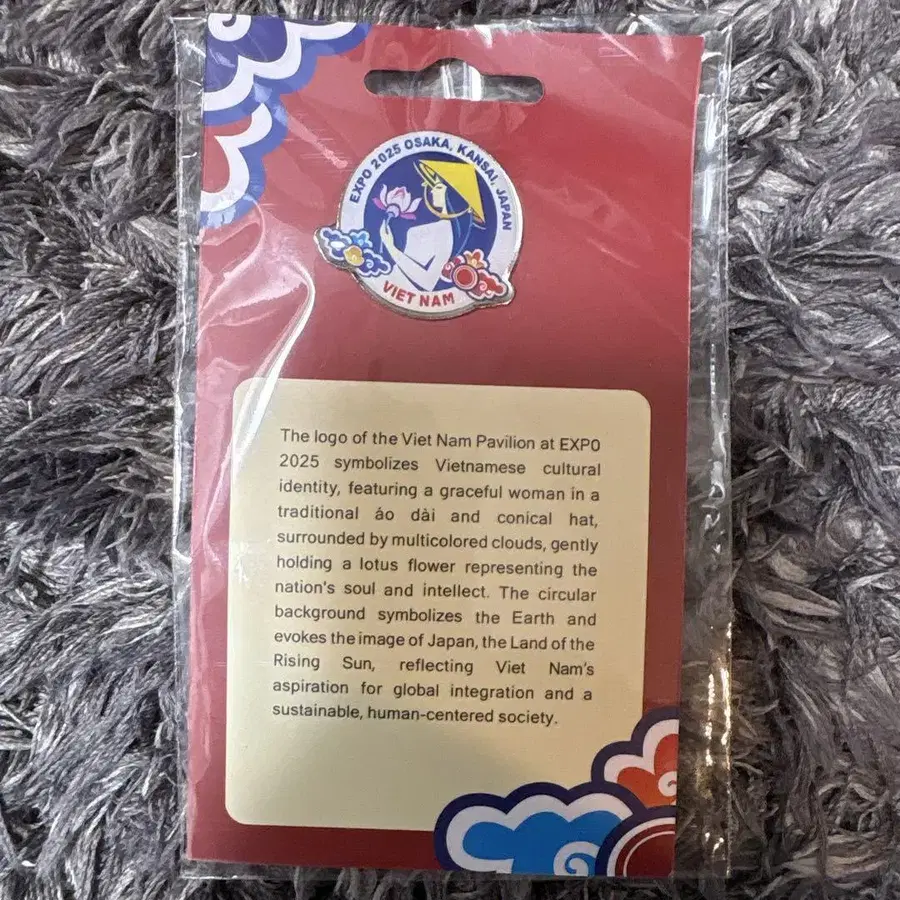 EXPO 2025 OSAKA, KANSAI, JAPAN
VIET NAM
The logo of the Viet Nam Pavilion at EXPO
2025 symbolizes Vietnamese cultural
identity, featuring a graceful woman in a
traditional áo dài and conical hat,
surrounded by multicolored clouds, gently
holding a lotus flower representing the
nation's soul and intellect. The circular
background symbolizes the Earth and
evokes the image of Japan, the Land of the
Rising Sun, reflecting Viet Nam's
aspiration for global integration and a
sustainable, human-centered society.